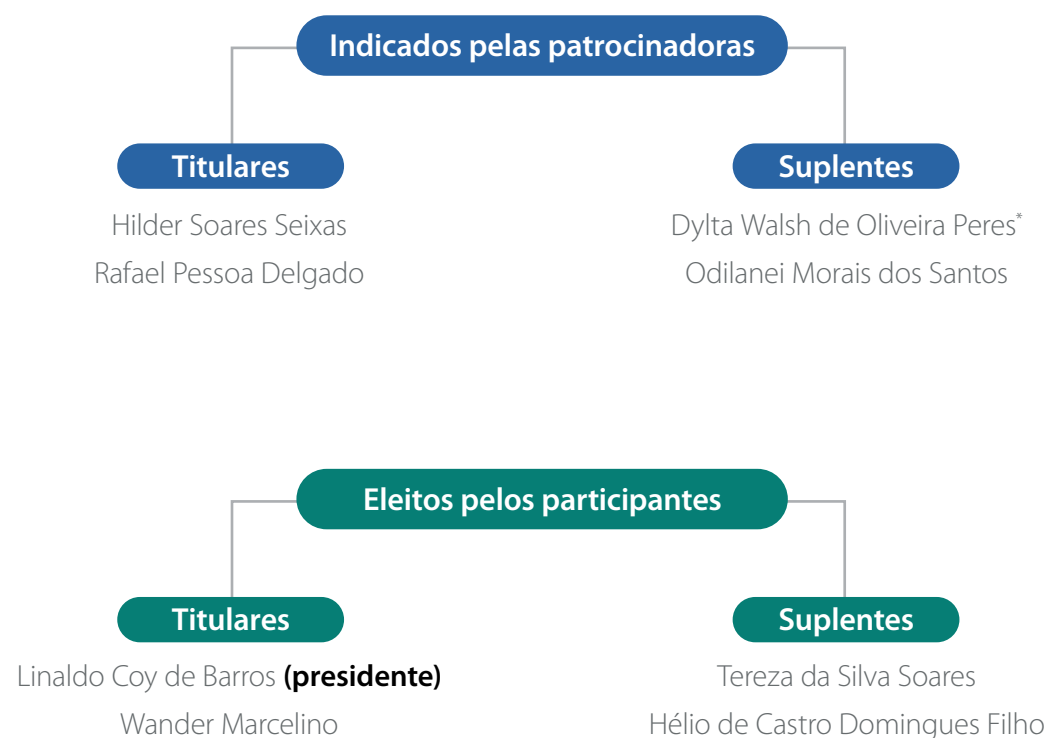 Indicados pelas patrocinadoras
Titulares
Hilder Soares Seixas
Rafael Pessoa Delgado
Suplentes
Dylta Walsh de Oliveira Peres*
Odilanei Morais dos Santos
Eleitos pelos participantes
Titulares
Linaldo Coy de Barros (presidente)
Wander Marcelino
Suplentes
Tereza da Silva Soares
Hélio de Castro Domingues Filho